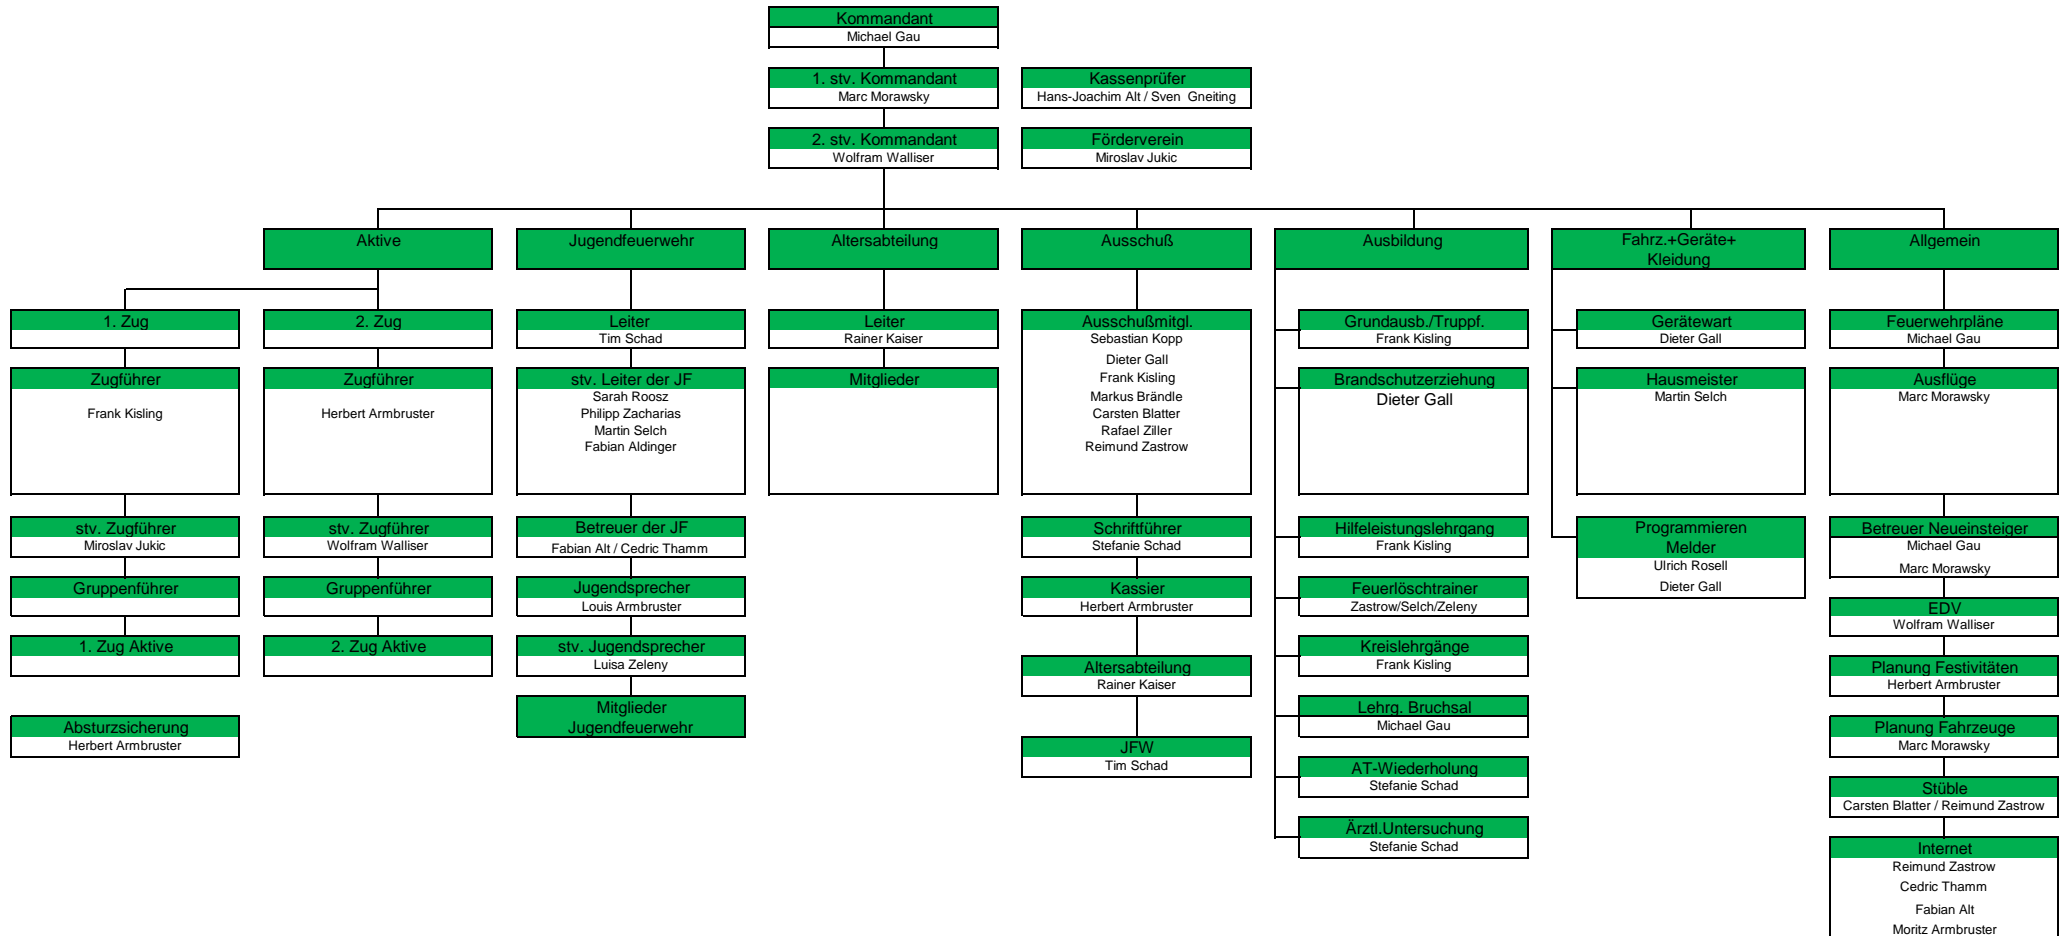 Kommandant
Michael Gau
1. stv. Kommandant
Marc Morawsky
Kassenprüfer
Hans-Joachim Alt / Sven Gneiting
2. stv. Kommandant
Wolfram Walliser
Förderverein
Miroslav Jukic
Aktive
Jugendfeuerwehr
Altersabteilung
Ausschuß
Ausbildung
Fahrz.+Geräte+
Kleidung
Allgemein
1. Zug
Zugführer
Frank Kisling
stv. Zugführer
Miroslav Jukic
Gruppenführer
1. Zug Aktive
Absturzsicherung
Herbert Armbruster
2. Zug
Zugführer
Herbert Armbruster
stv. Zugführer
Wolfram Walliser
Gruppenführer
2. Zug Aktive
Leiter
Tim Schad
stv. Leiter der JF
Sarah Roosz
Philipp Zacharias
Martin Selch
Fabian Aldinger
Betreuer der JF
Fabian Alt / Cedric Thamm
Jugendsprecher
Louis Armbruster
stv. Jugendsprecher
Luisa Zeleny
Mitglieder
Jugendfeuerwehr
Leiter
Rainer Kaiser
Mitglieder
Ausschußmitgl.
Sebastian Kopp
Dieter Gall
Frank Kisling
Markus Brändle
Carsten Blatter
Rafael Ziller
Reimund Zastrow
Schriftführer
Stefanie Schad
Kassier
Herbert Armbruster
Altersabteilung
Rainer Kaiser
JFW
Tim Schad
Grundausb./Truppf.
Frank Kisling
Brandschutzerziehung
Dieter Gall
Hilfeleistungslehrgang
Frank Kisling
Feuerlöschtrainer
Zastrow/Selch/Zeleny
Kreislehrgänge
Frank Kisling
Lehrg. Bruchsal
Michael Gau
AT-Wiederholung
Stefanie Schad
Ärztl.Untersuchung
Stefanie Schad
Gerätewart
Dieter Gall
Hausmeister
Martin Selch
Programmieren
Melder
Ulrich Rosell
Dieter Gall
Feuerwehrpläne
Michael Gau
Ausflüge
Marc Morawsky
Betreuer Neueinsteiger
Michael Gau
Marc Morawsky
EDV
Wolfram Walliser
Planung Festivitäten
Herbert Armbruster
Planung Fahrzeuge
Marc Morawsky
Stüble
Carsten Blatter / Reimund Zastrow
Internet
Reimund Zastrow
Cedric Thamm
Fabian Alt
Moritz Armbruster